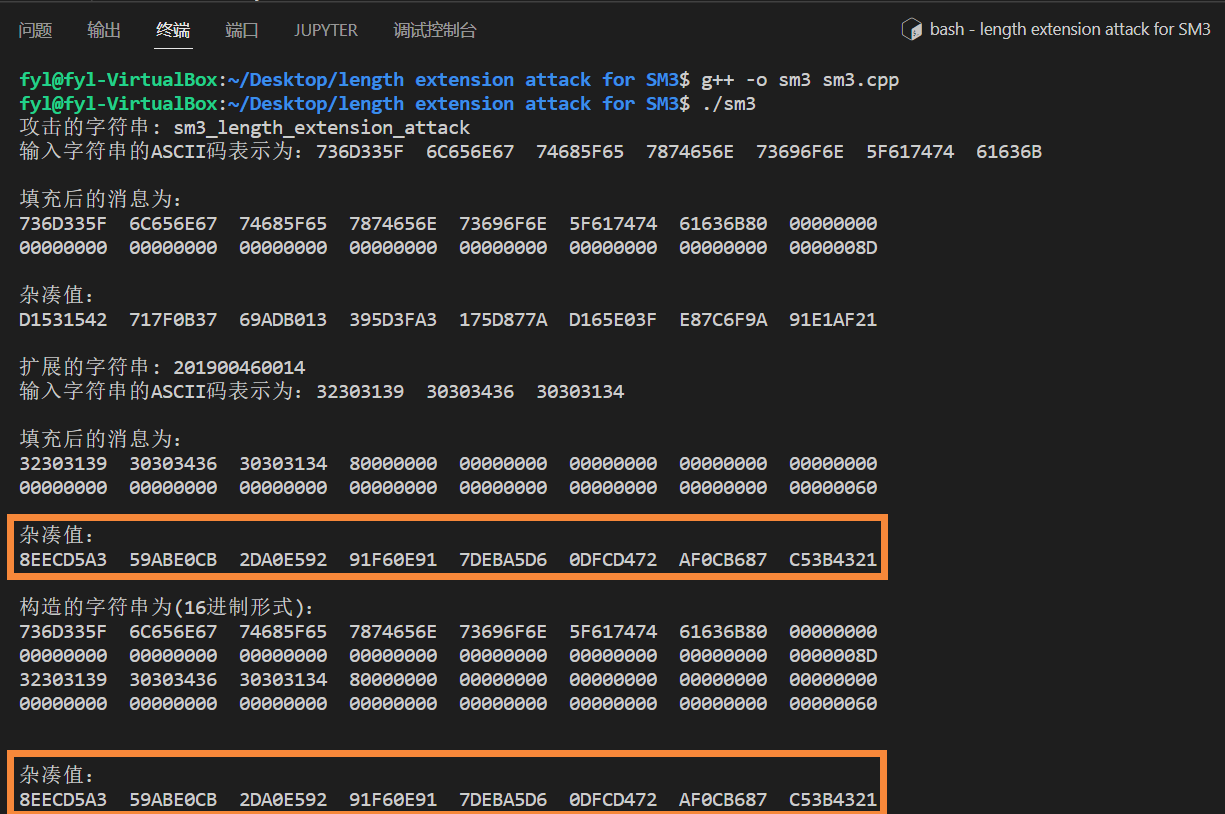 问题 输出 终端 端口 JUPYTER 调试控制台 bash - length extension attack for SM3
fyl@fyl-VirtualBox:~/Desktop/length extension attack for SM3$ g++ -o sm3 sm3.cpp
fyl@fyl-VirtualBox:~/Desktop/length extension attack for SM3$ ./sm3
攻击的字符串: sm3_length_extension_attack
输入字符串的ASCII码表示为: 736D335F 6C656E67 74685F65 7874656E 73696F6E 5F617474 61636B
填充后的消息为:
736D335F 6C656E67 74685F65 7874656E 73696F6E 5F617474 61636B80 00000000
00000000 00000000 00000000 00000000 00000000 00000000 00000000 0000008D
杂凑值:
D1531542 717F0B37 69ADB013 395D3FA3 175D877A D165E03F E87C6F9A 91E1AF21
扩展的字符串: 201900460014
输入字符串的ASCII码表示为: 32303139 30303436 30303134
填充后的消息为:
32303139 30303436 30303134 80000000 00000000 00000000 00000000 00000000
00000000 00000000 00000000 00000000 00000000 00000000 00000000 00000060
杂凑值:
8EECD5A3 59ABE0CB 2DA0E592 91F60E91 7DEBA5D6 0DFCD472 AF0CB687 C53B4321
构造的字符串为(16进制形式):
736D335F 6C656E67 74685F65 7874656E 73696F6E 5F617474 61636B80 00000000
00000000 00000000 00000000 00000000 00000000 00000000 00000000 0000008D
32303139 30303436 30303134 80000000 00000000 00000000 00000000 00000000
00000000 00000000 00000000 00000000 00000000 00000000 00000000 00000060
杂凑值:
8EECD5A3 59ABE0CB 2DA0E592 91F60E91 7DEBA5D6 0DFCD472 AF0CB687 C53B4321